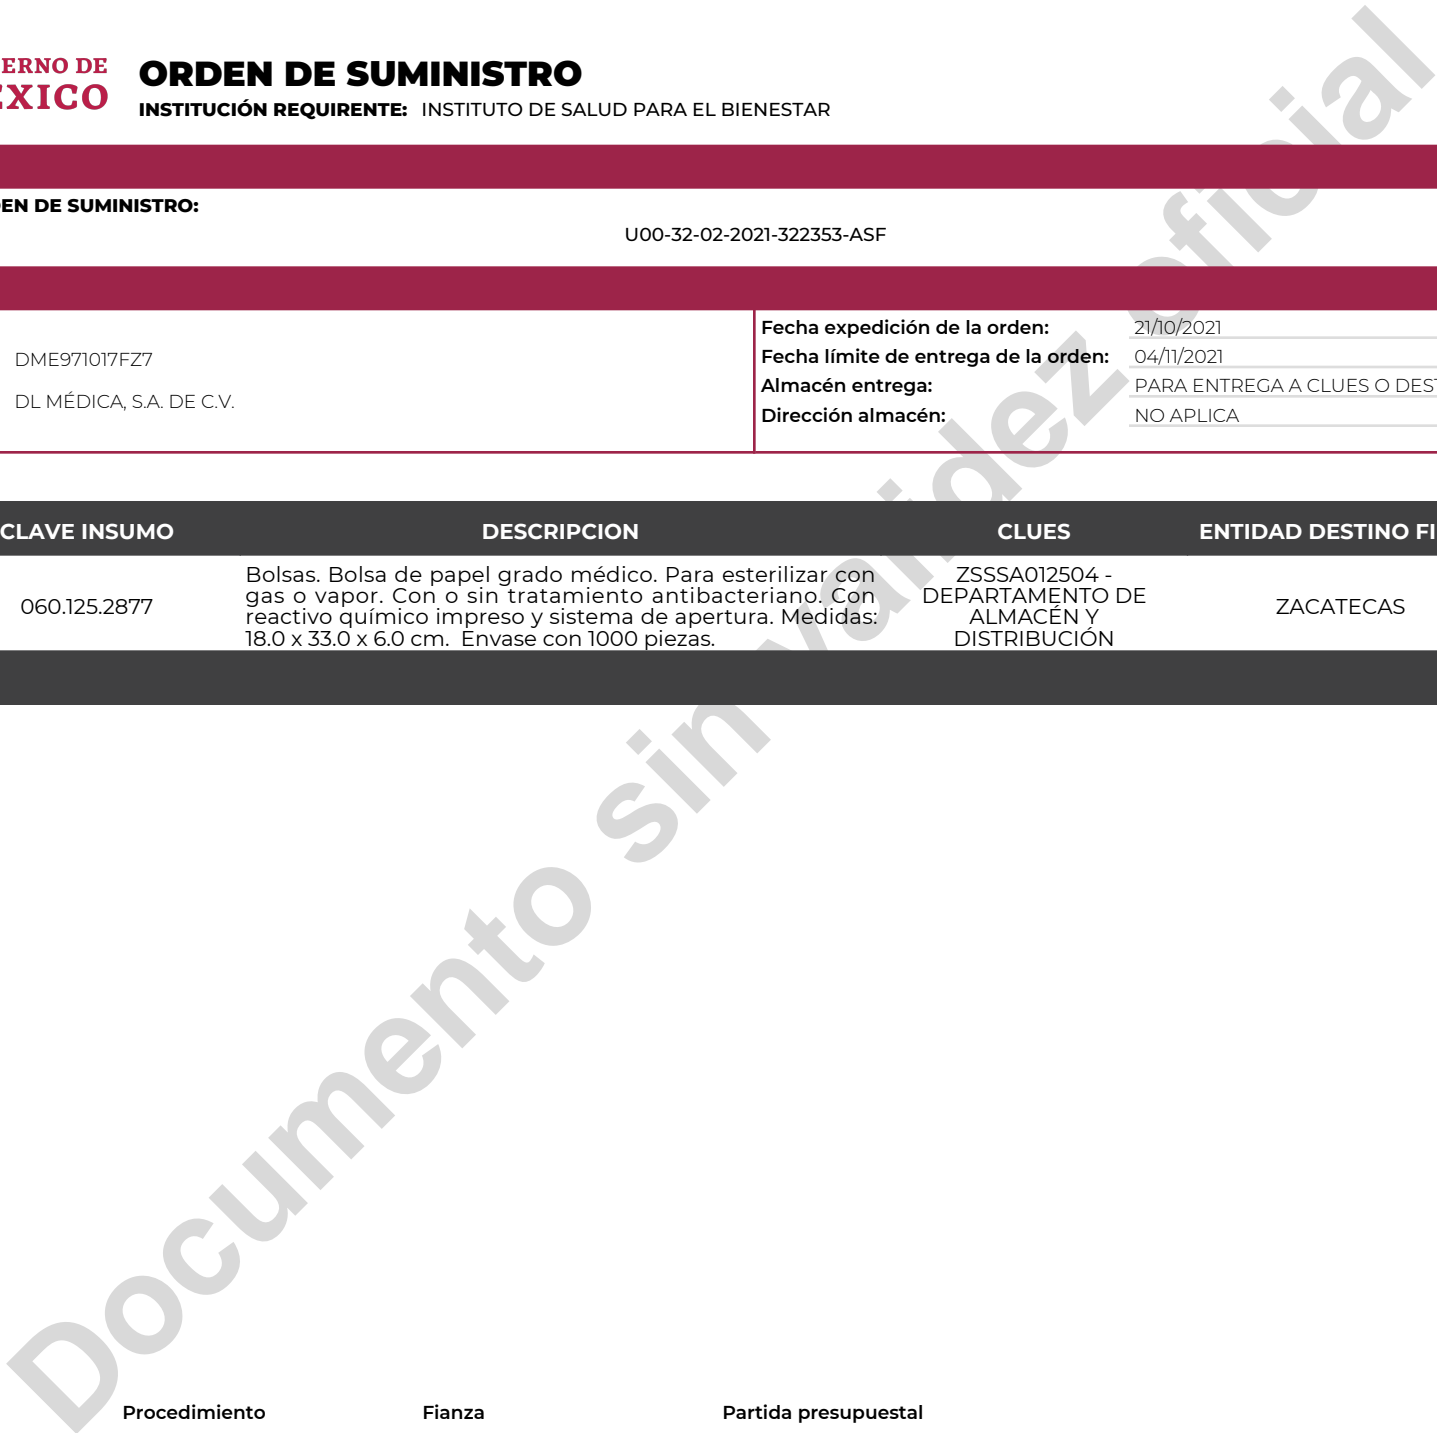 ERNO DE
ÉXICO
ORDEN DE SUMINISTRO
INSTITUCIÓN REQUIRENTE: INSTITUTO DE SALUD PARA EL BIENESTAR
EN DE SUMINISTRO:
U00-32-02-2021-322353-ASF
DME971017FZ7
DL MÉDICA, S.A. DE C.V.
Fecha expedición de la orden: 21/10/2021
Fecha límite de entrega de la orden: 04/11/2021
Almacén entrega: PARA ENTREGA A CLUES O DEST
Dirección almacén: NO APLICA
CLAVE INSUMO DESCRIPCION CLUES ENTIDAD DESTINO FI
060.125.2877
Bolsas. Bolsa de papel grado médico. Para esterilizar con
gas o vapor. Con o sin tratamiento antibacteriano. Con
reactivo químico impreso y sistema de apertura. Medidas:
18.0 x 33.0 x 6.0 cm. Envase con 1000 piezas.
ZSSSA012504 -
DEPARTAMENTO DE
ALMACÉN Y
DISTRIBUCIÓN
ZACATECAS
Documento sin validez oficial
Procedimiento Fianza Partida presupuestal